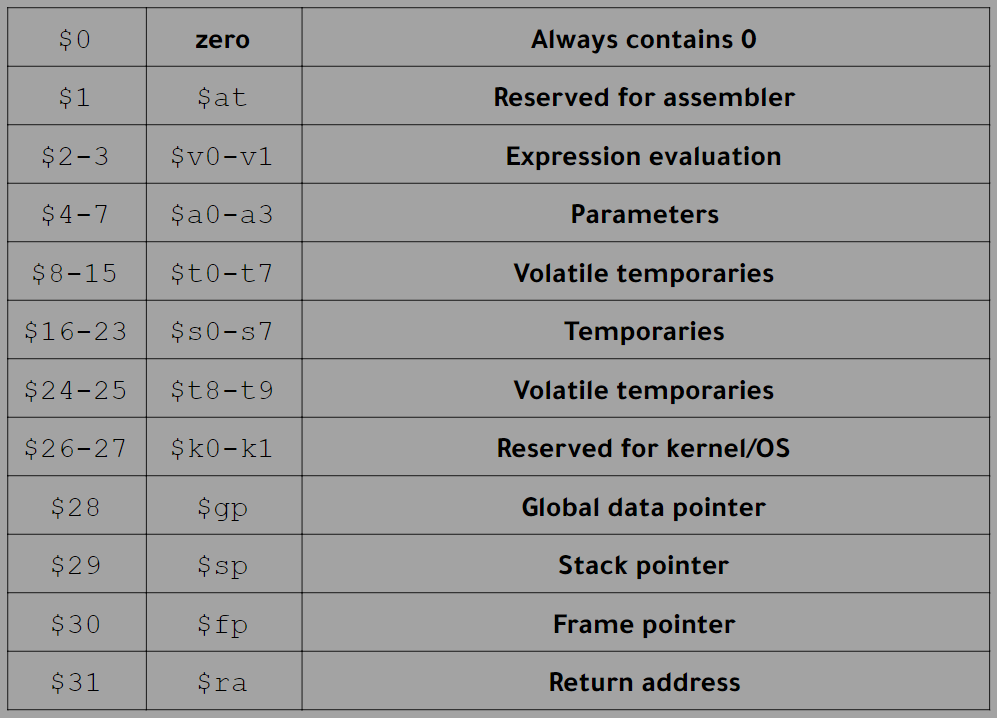 $0 zero Always contains 0
$1 $at Reserved for assembler
$2-3 $v0-v1 Expression evaluation
$4-7 $a0-a3 Parameters
$8-15 $t0-t7 Volatile temporaries
$16-23 $s0-s7 Temporaries
$24-25 $t8-t9 Volatile temporaries
$26-27 $k0-k1 Reserved for kernel/OS
$28 $gp Global data pointer
$29 $sp Stack pointer
$30 $fp Frame pointer
$31 $ra Return address